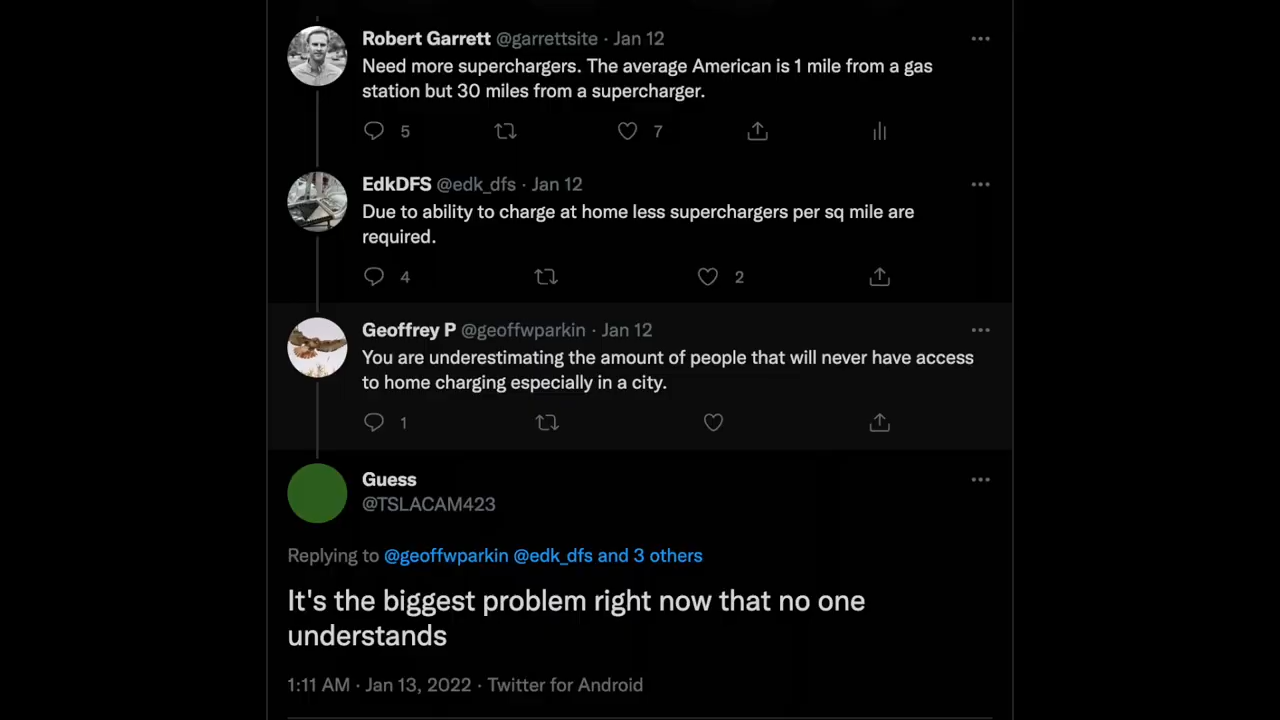 Robert Garrett @garrettsite · Jan 12
Need more superchargers. The average American is 1 mile from a gas
station but 30 miles from a supercharger.
5 7
EdkDFS @edk_dfs · Jan 12
Due to ability to charge at home less superchargers per sq mile are
required.
4 2
Geoffrey P @geoffwparkin · Jan 12
You are underestimating the amount of people that will never have access
to home charging especially in a city.
1
Guess
@TSLACAM423
Replying to @geoffwparkin @edk_dfs and 3 others
It's the biggest problem right now that no one
understands
1:11 AM · Jan 13, 2022 · Twitter for Android